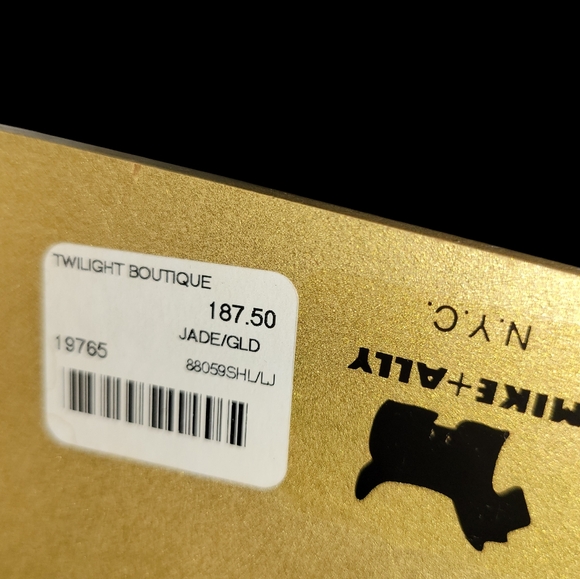 TWILIGHT BOUTIQUE
187.50
JADE/GLD
19765
88059SHL/LJ
N.Y.C.
MIKE+ALLY